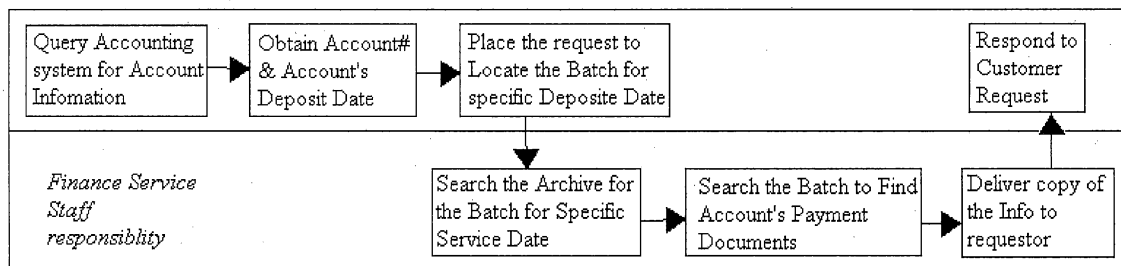 Query Accounting
system for Account
Infomation
Obtain Account#
& Account's
Deposit Date
Place the request to
Locate the Batch for
specific Deposite Date
Respond to
Customer
Request
Finance Service
Staff
responsiblity
Search the Archive for
the Batch for Specific
Service Date
Search the Batch to Find
Account's Payment
Documents
Deliver copy of
the Info to
requestor